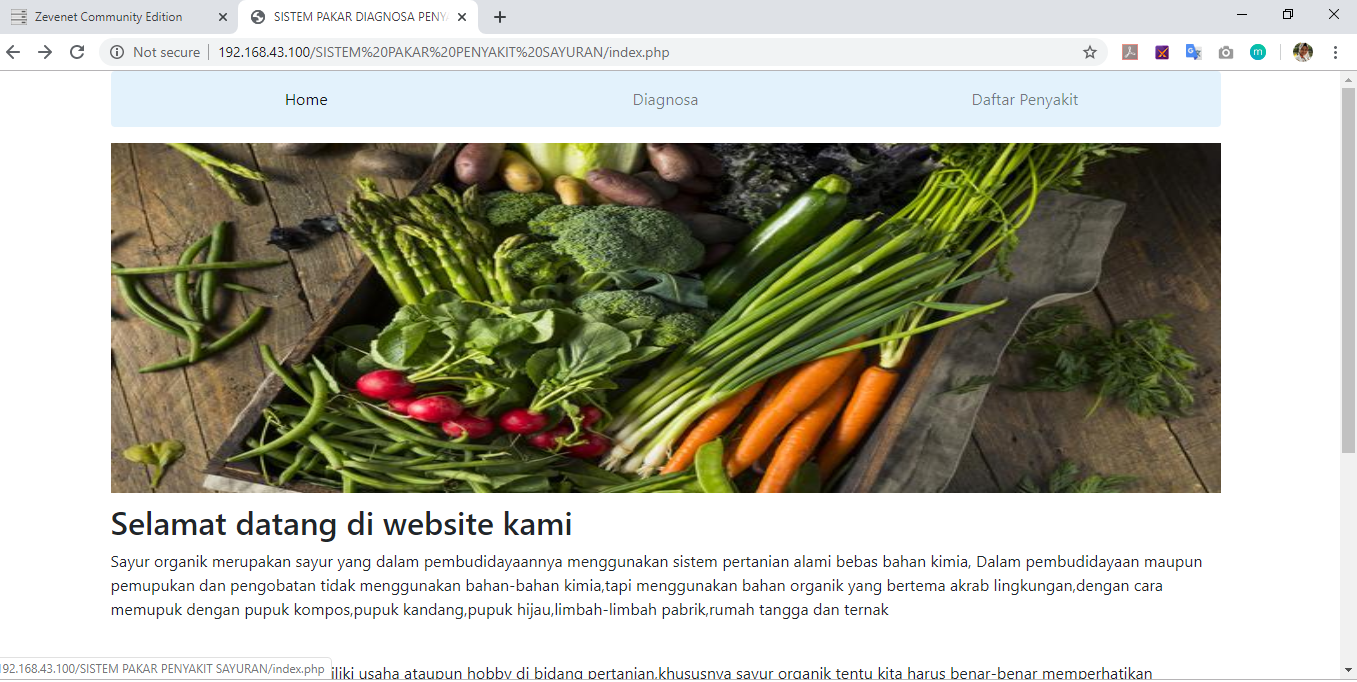 Zevenet Community Edition
SISTEM PAKAR DIAGNOSA PENY
Not secure
192.168.43.100/SISTEM%20PAKAR%20PENYAKIT%20SAYURAN/index.php
Home
Diagnosa
Daftar Penyakit
Selamat datang di website kami
Sayur organik merupakan sayur yang dalam pembudidayaannya menggunakan sistem pertanian alami bebas bahan kimia, Dalam pembudidayaan maupun
pemupukan dan pengobatan tidak menggunakan bahan-bahan kimia,tapi menggunakan bahan organik yang bertema akrab lingkungan,dengan cara
memupuk dengan pupuk kompos,pupuk kandang,pupuk hijau,limbah-limbah pabrik,rumah tangga dan ternak
iliki usaha ataupun hobby di bidang pertanian,khususnya sayur organik tentu kita harus benar-benar memperhatikan
192.168.43.100/SISTEM PAKAR PENYAKIT SAYURAN/index.php